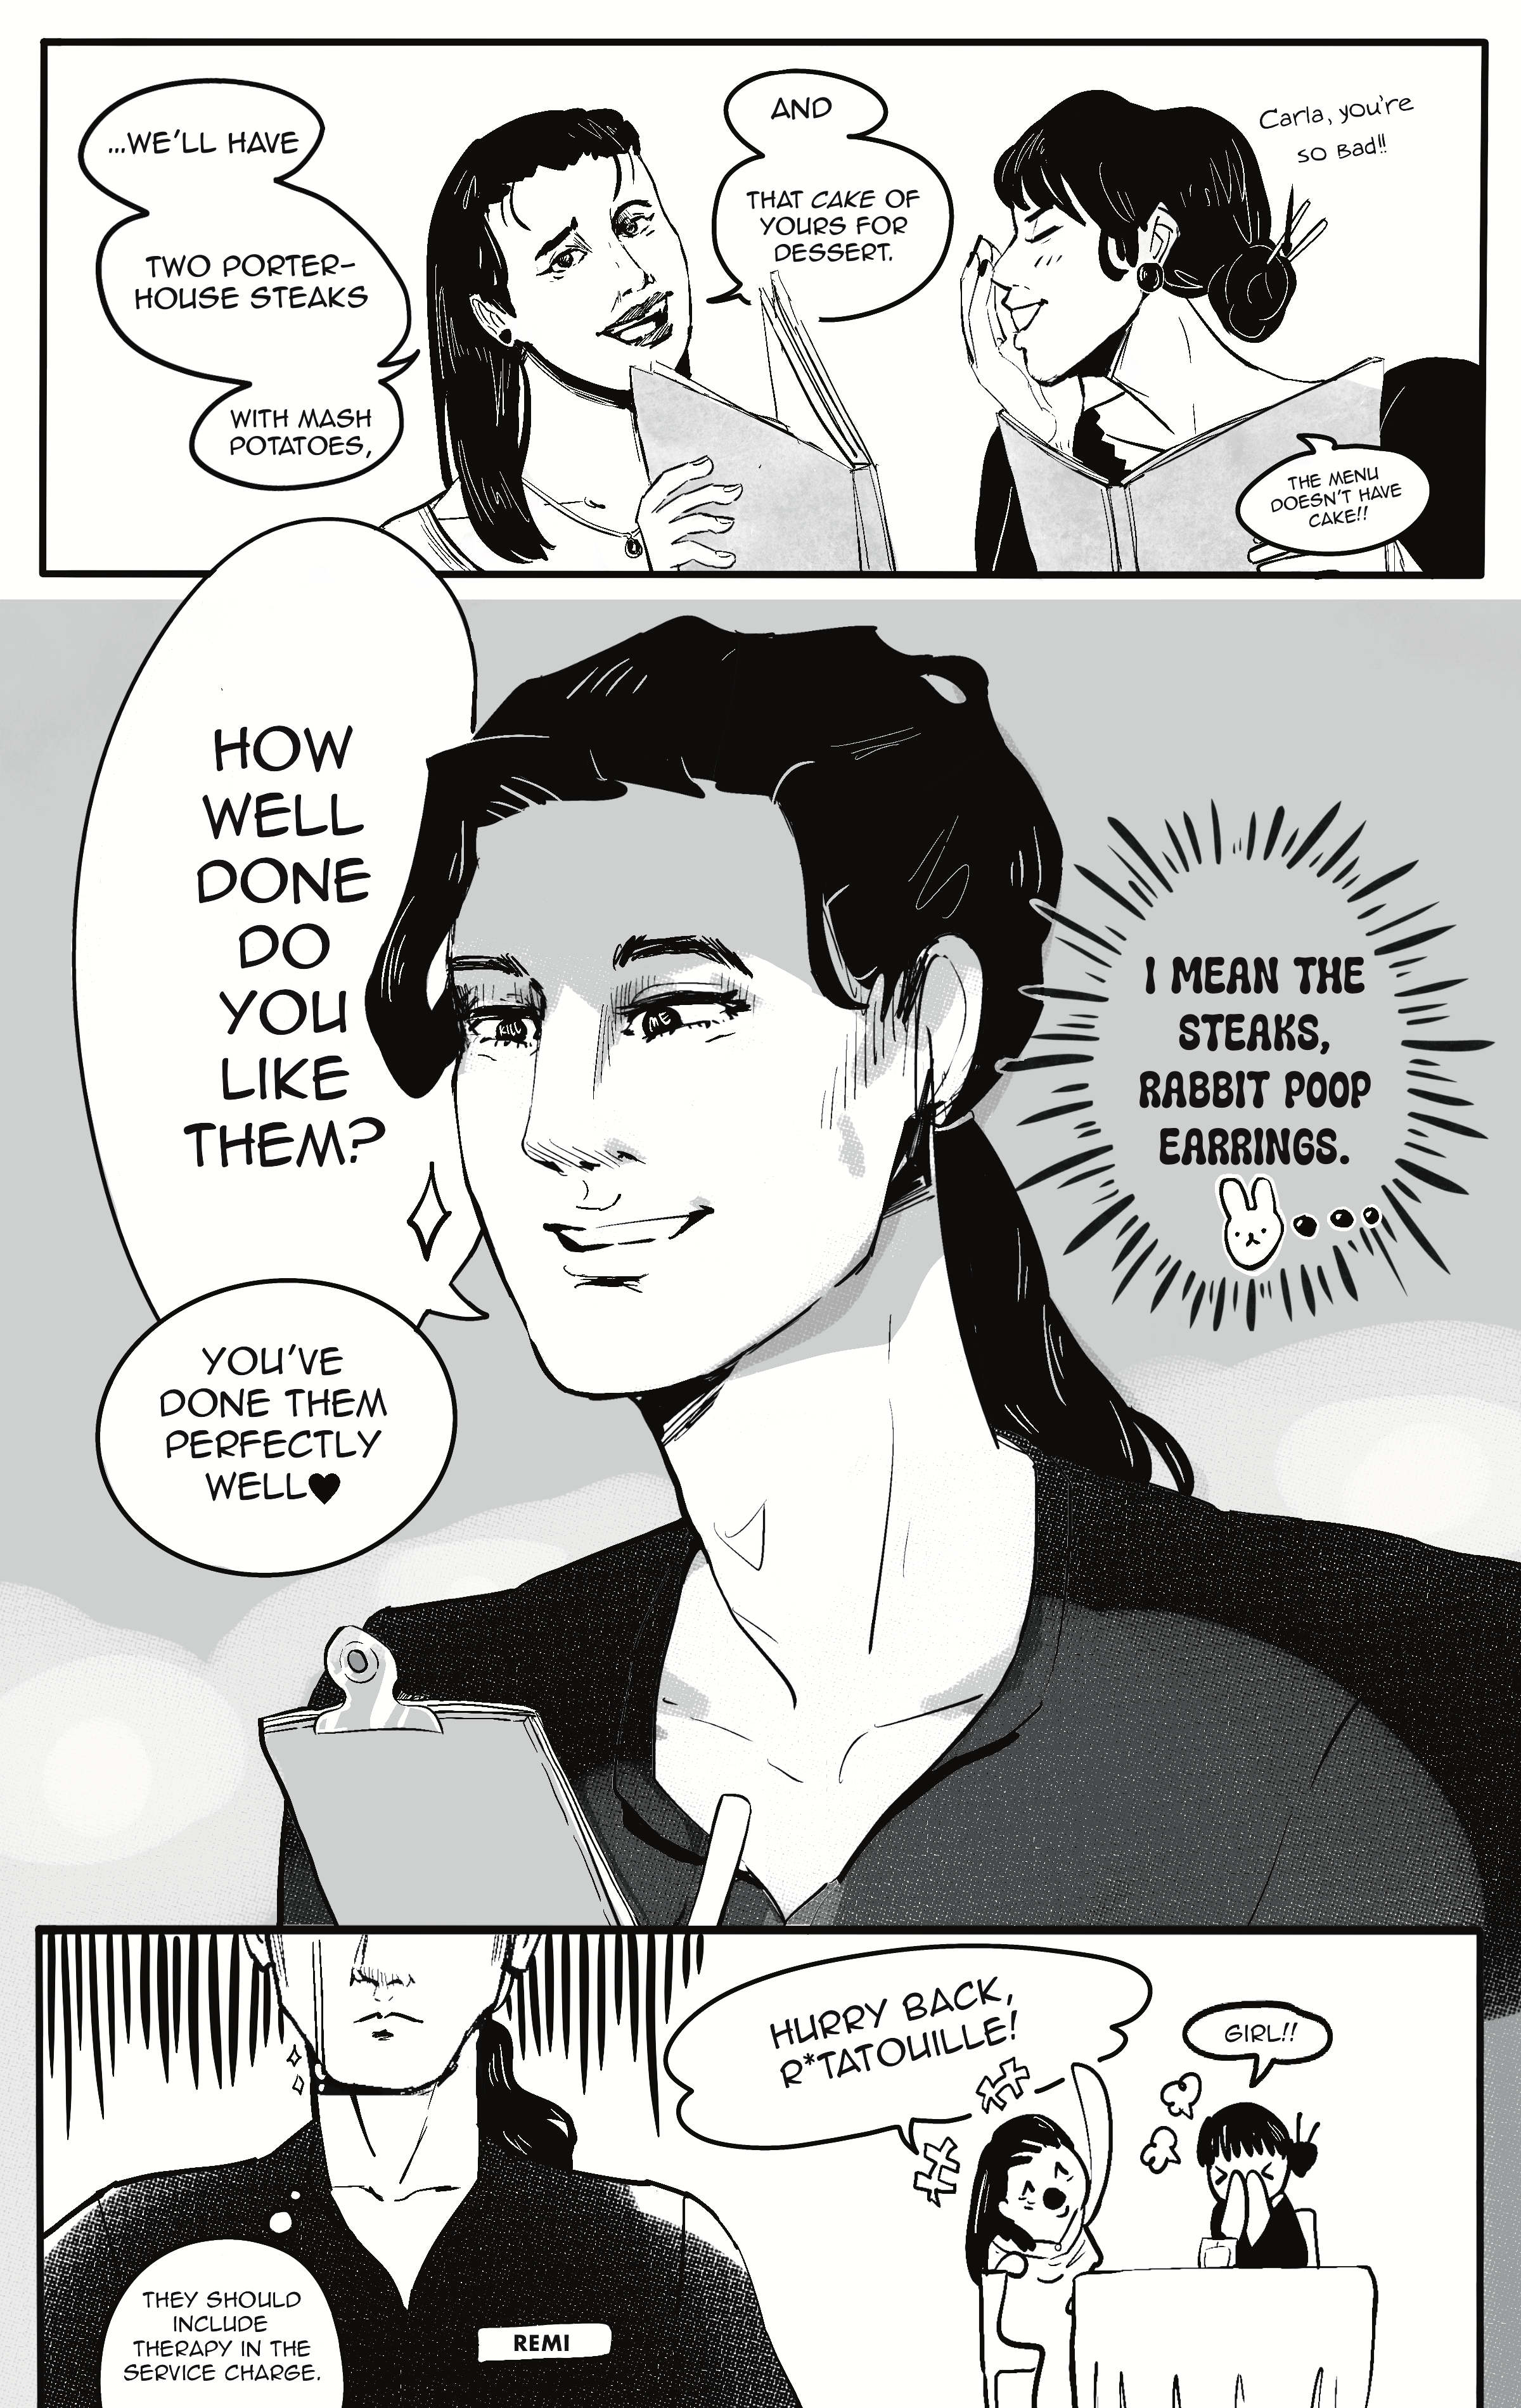 ...WE'LL HAVE
TWO PORTER-
HOUSE STEAKS
WITH MASH
POTATOES,
AND
THAT CAKE OF
YOURS FOR
DESSERT.
Carla, you're
so Bad!!
THE MENU
DOESN'T HAVE
CAKE!!
HOW
WELL
DONE
DO
YOU
LIKE
THEM?
KILL
ME
I MEAN THE
STEAKS,
RABBIT POOP
EARRINGS.
YOU'VE
DONE THEM
PERFECTLY
WELL♥
HURRY BACK,
R*TATOUILLE!
GIRL!!
THEY SHOULD
INCLUDE
THERAPY IN THE
SERVICE CHARGE.
REMI